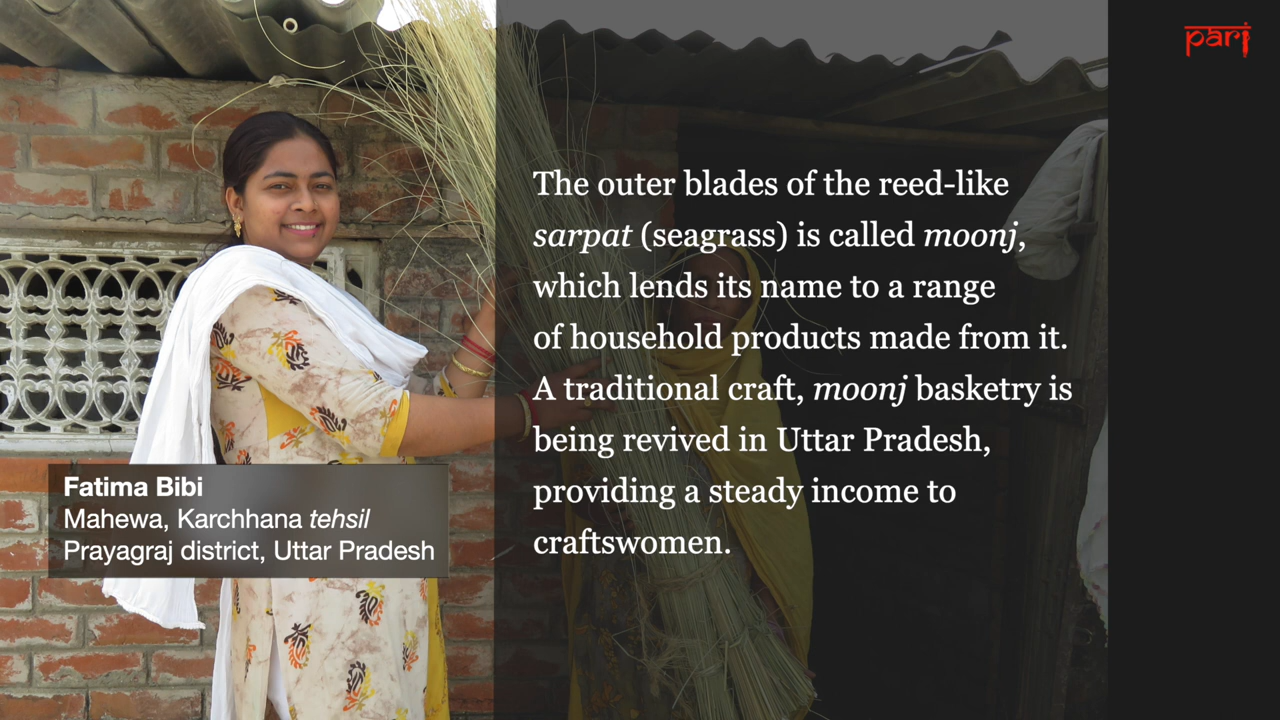 pari
The outer blades of the reed-like
sarpat (seagrass) is called moonj,
which lends its name to a range
of household products made from it.
A traditional craft, moonj basketry is
being revived in Uttar Pradesh,
providing a steady income to
craftswomen.
Fatima Bibi
Mahewa, Karchhana tehsil
Prayagraj district, Uttar Pradesh